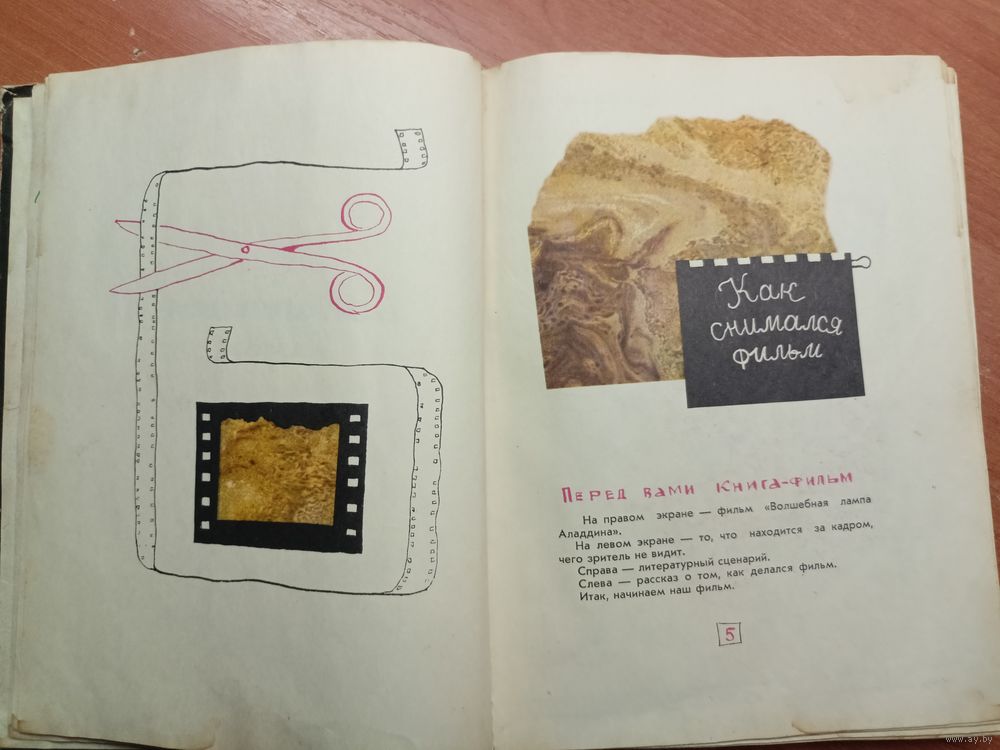 Как
снимался
фильм
Перед вами книга-фильм
На правом экране — фильм «Волшебная лампа
Аладдина».
На левом экране — то, что находится за кадром,
чего зритель не видит.
Справа — литературный сценарий.
Слева — рассказ о том, как делался фильм.
Итак, начинаем наш фильм.
5
www.ay.by